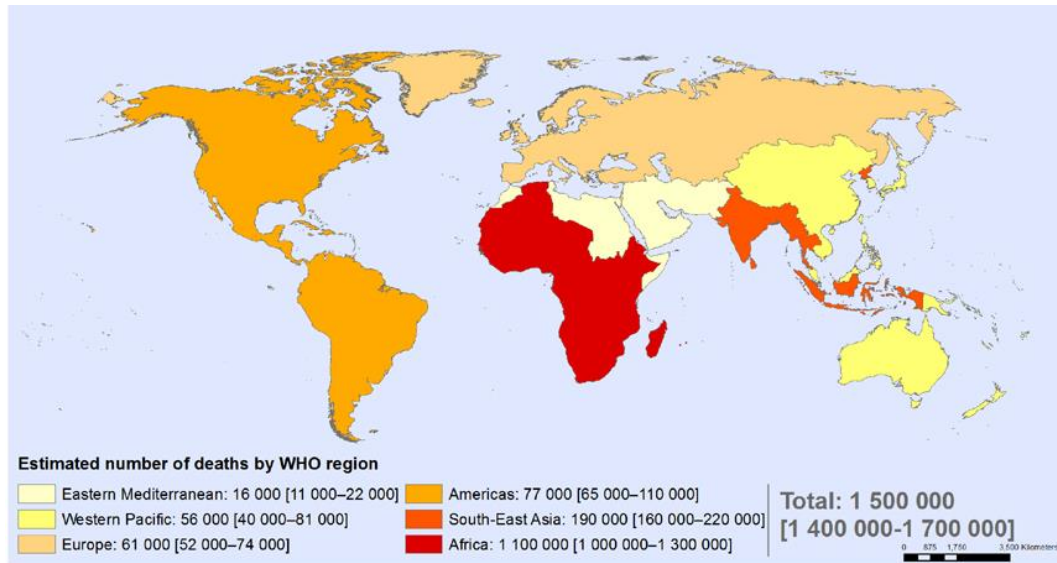 Estimated number of deaths by WHO region
Eastern Mediterranean: 16 000 [11 000–22 000]
Western Pacific: 56 000 [40 000–81 000]
Europe: 61 000 [52 000–74 000]
Americas: 77 000 [65 000–110 000]
South-East Asia: 190 000 [160 000–220 000]
Africa: 1 100 000 [1 000 000–1 300 000]
Total: 1 500 000
[1 400 000-1 700 000]
0 875 1,750 3,500 Kilometers